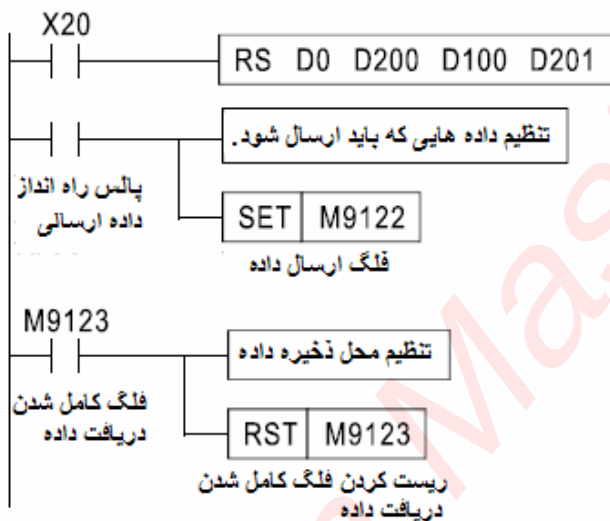 X20
RS D0 D200 D100 D201
تنظیم داده هایی که باید ارسال شود.
پالس راه انداز
داده ارسالی
SET M9122
فلگ ارسال داده
M9123
تنظیم محل ذخیره داده
فلگ کامل شدن
دریافت داده
RST M9123
ریست کردن فلگ کامل شدن
دریافت داده